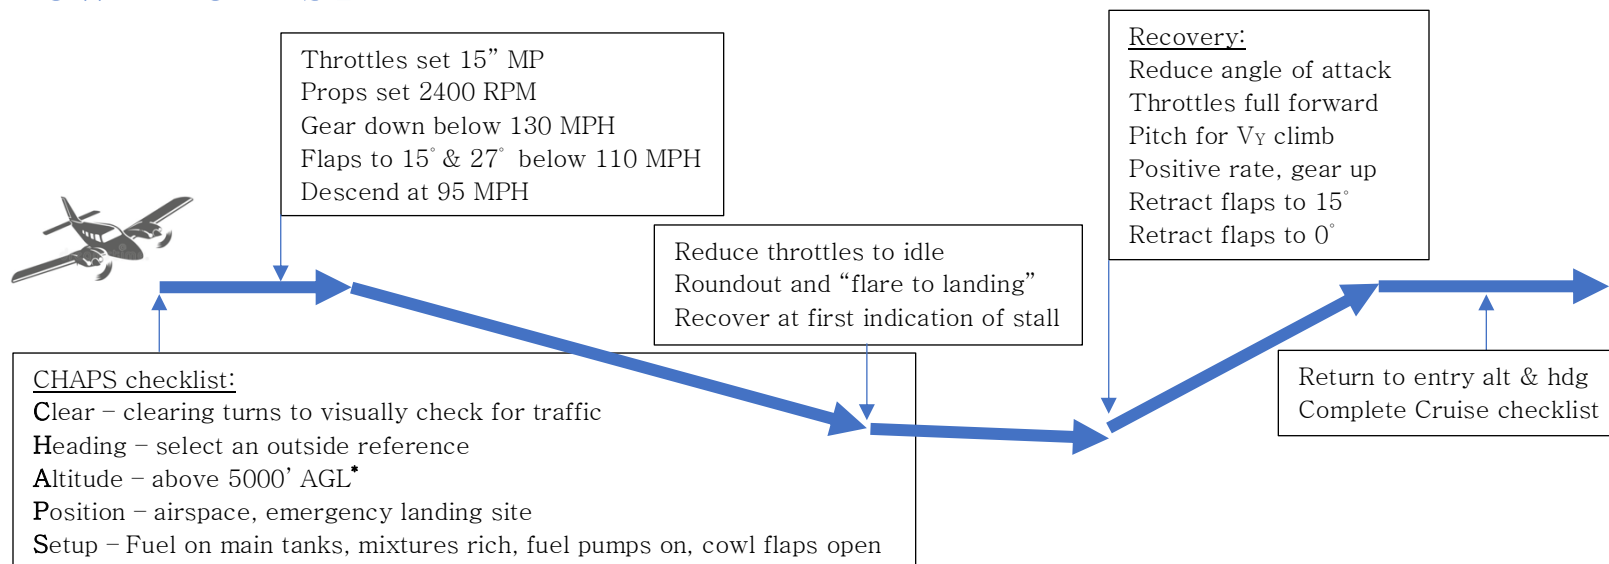 Throttles set 15” MP
Props set 2400 RPM
Gear down below 130 MPH
Flaps to 15° & 27° below 110 MPH
Descend at 95 MPH
Recovery:
Reduce angle of attack
Throttles full forward
Pitch for VY climb
Positive rate, gear up
Retract flaps to 15°
Retract flaps to 0°
Reduce throttles to idle
Roundout and “flare to landing”
Recover at first indication of stall
Return to entry alt & hdg
Complete Cruise checklist
CHAPS checklist:
Clear – clearing turns to visually check for traffic
Heading – select an outside reference
Altitude – above 5000’ AGL*
Position – airspace, emergency landing site
Setup – Fuel on main tanks, mixtures rich, fuel pumps on, cowl flaps open